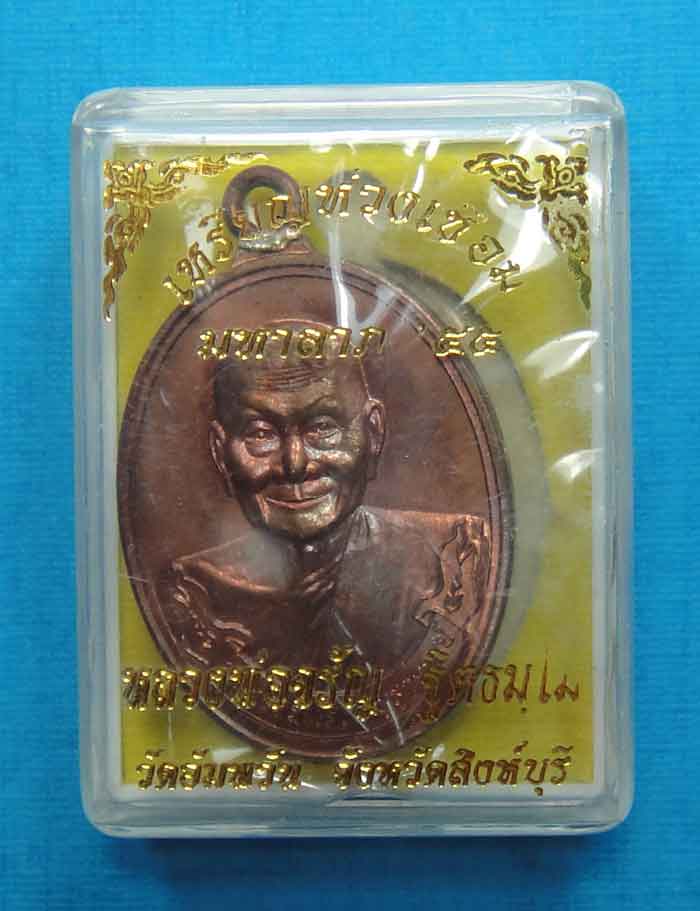 เหรียญห่วงเชื่อม
มหาลาภ ' ๕๔
หลวงพ่อจรัญ ฐิตธมฺโม
วัดอัมพวัน จังหวัดสิงห์บุรี